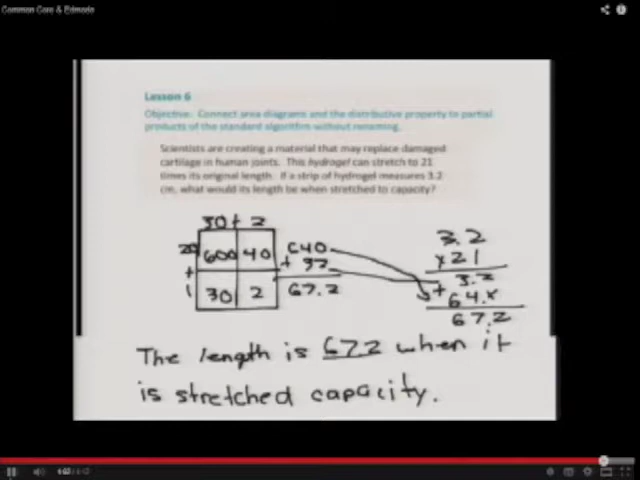 Common Core & Edmodo
Lesson 6
Objective: Connect area diagrams and the distributive property to partial
products of the standard algorithm without renaming.
Scientists are creating a material that may replace damaged
cartilage in human joints. This hydrogel can stretch to 21
times its original length. If a strip of hydrogel measures 3.2
cm, what would its length be when stretched to capacity?
30 + 2
20 600 40 640
+ + 32
1 30 2 67.2
3.2
x 21
3.2
+ 64.x
67.2
The length is 67.2 when it
is stretched capacity.